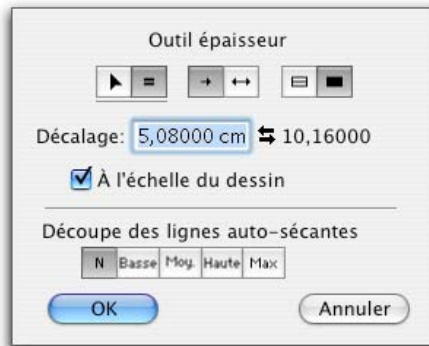 Outil épaisseur
Décalage: 5,08000 cm 10,16000
À l'échelle du dessin
Découpe des lignes auto-sécantes
N Basse Moy. Haute Max
OK Annuler